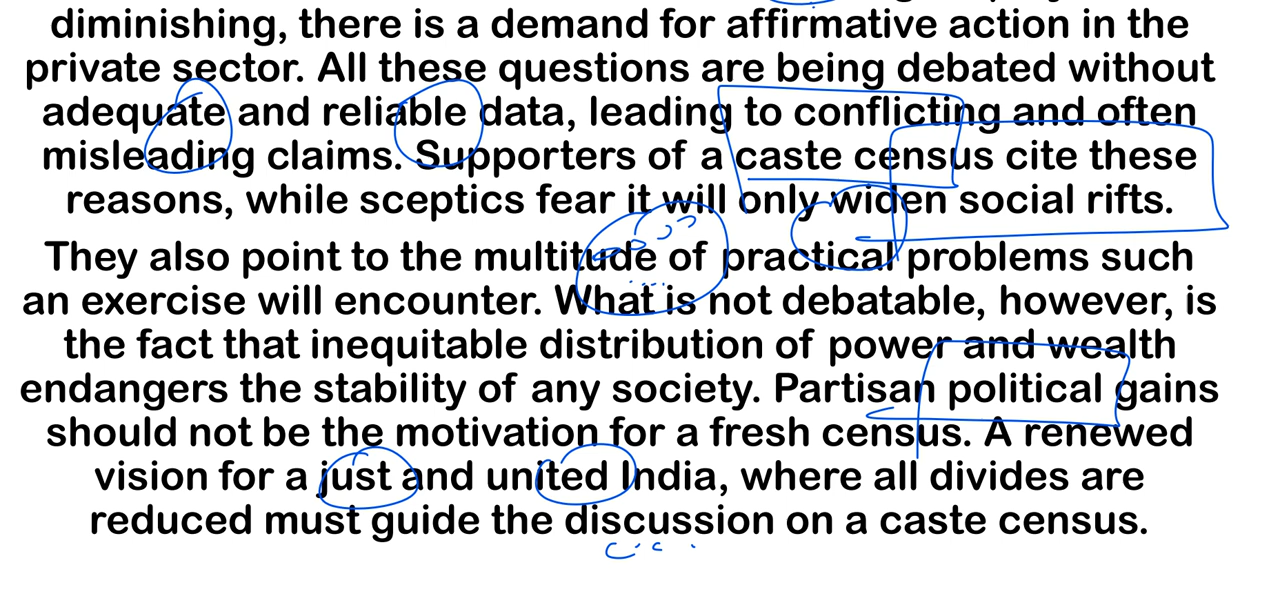 diminishing, there is a demand for affirmative action in the
private sector. All these questions are being debated without
adequate and reliable data, leading to conflicting and often
misleading claims. Supporters of a caste census cite these
reasons, while sceptics fear it will only widen social rifts.
They also point to the multitude of practical problems such
an exercise will encounter. What is not debatable, however, is
the fact that inequitable distribution of power and wealth
endangers the stability of any society. Partisan political gains
should not be the motivation for a fresh census. A renewed
vision for a just and united India, where all divides are
reduced must guide the discussion on a caste census.